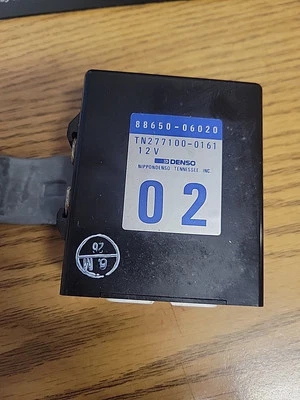 88650-06020
TN277100-0161
12V
DENSO
NIPPONDENSO TENNESSEE INC
02